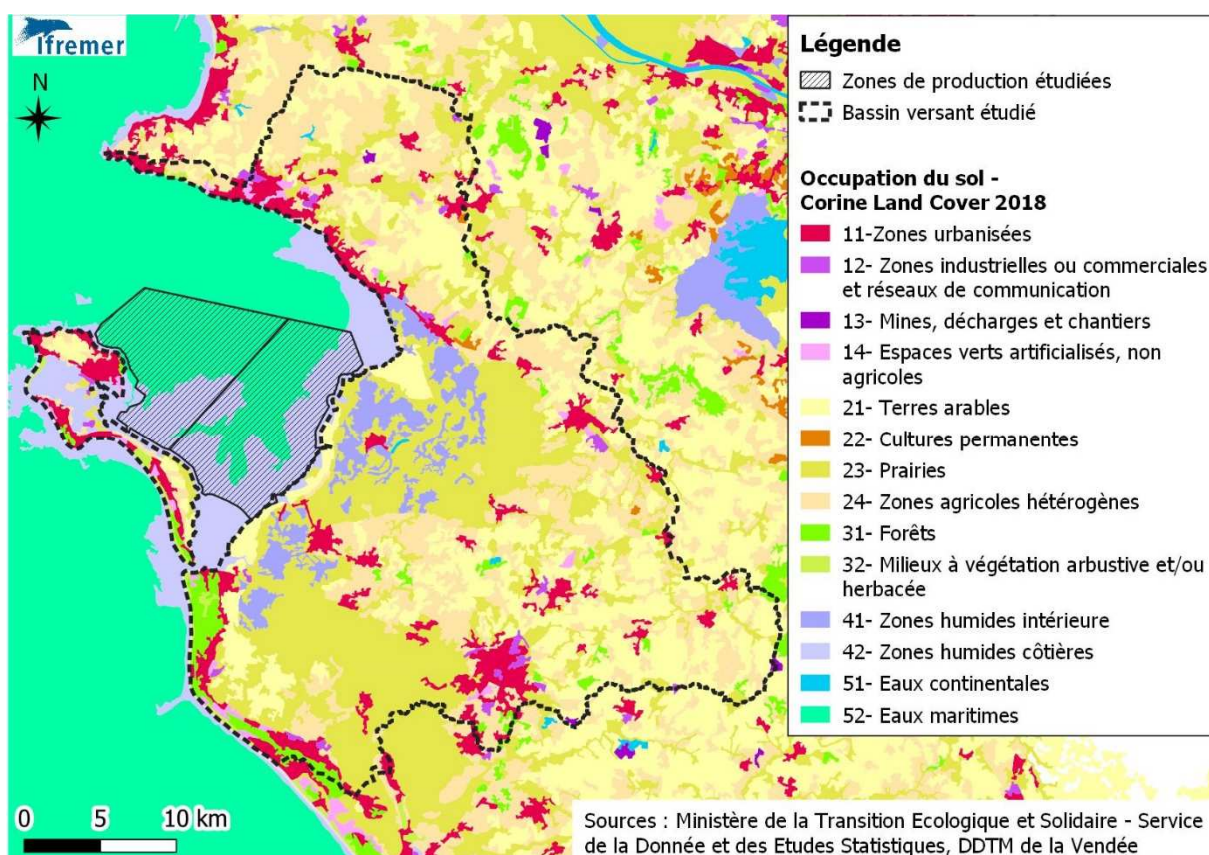 Ifremer
N
Légende
Zones de production étudiées
Bassin versant étudié
Occupation du sol -
Corine Land Cover 2018
11-Zones urbanisées
12- Zones industrielles ou commerciales
et réseaux de communication
13- Mines, décharges et chantiers
14- Espaces verts artificialisés, non
agricoles
21- Terres arables
22- Cultures permanentes
23- Prairies
24- Zones agricoles hétérogènes
31- Forêts
32- Milieux à végétation arbustive et/ou
herbacée
41- Zones humides intérieure
42- Zones humides côtières
51- Eaux continentales
52- Eaux maritimes
0 5 10 km
Sources : Ministère de la Transition Ecologique et Solidaire - Service
de la Donnée et des Etudes Statistiques, DDTM de la Vendée